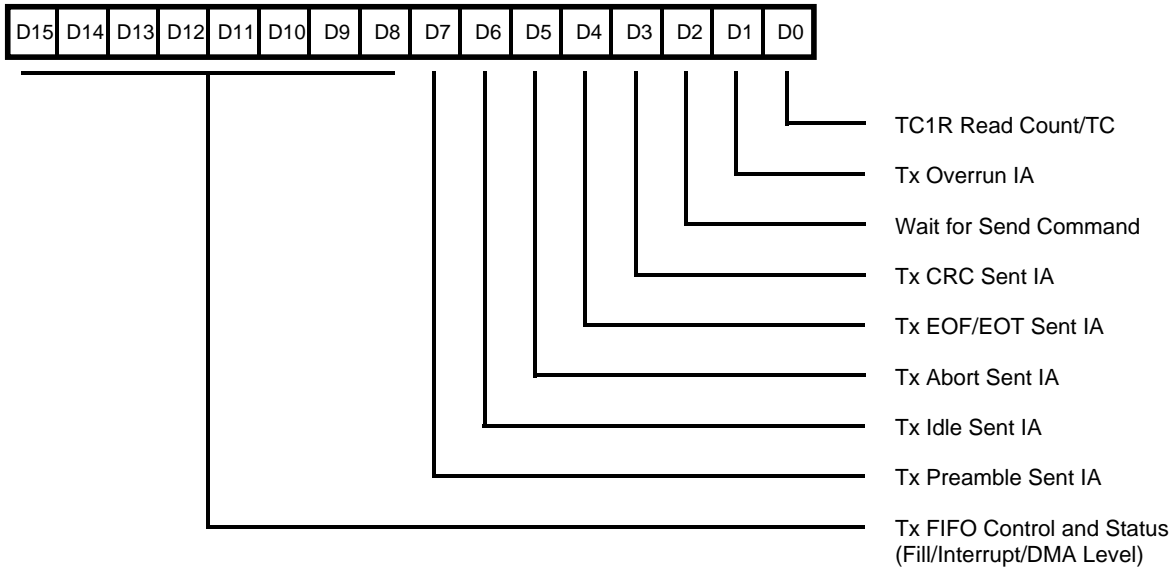 D15 D14 D13 D12 D11 D10 D9 D8 D7 D6 D5 D4 D3 D2 D1 D0
TC1R Read Count/TC
Tx Overrun IA
Wait for Send Command
Tx CRC Sent IA
Tx EOF/EOT Sent IA
Tx Abort Sent IA
Tx Idle Sent IA
Tx Preamble Sent IA
Tx FIFO Control and Status
(Fill/Interrupt/DMA Level)